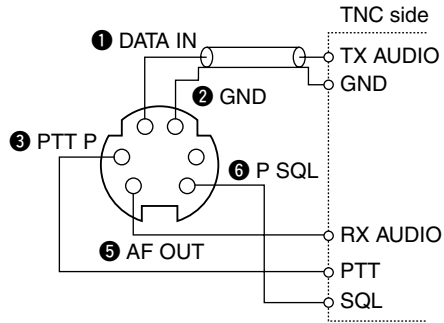 TNC side
❶ DATA IN
TX AUDIO
❷ GND
GND
❸ PTT P
❻ P SQL
RX AUDIO
❺ AF OUT
PTT
SQL